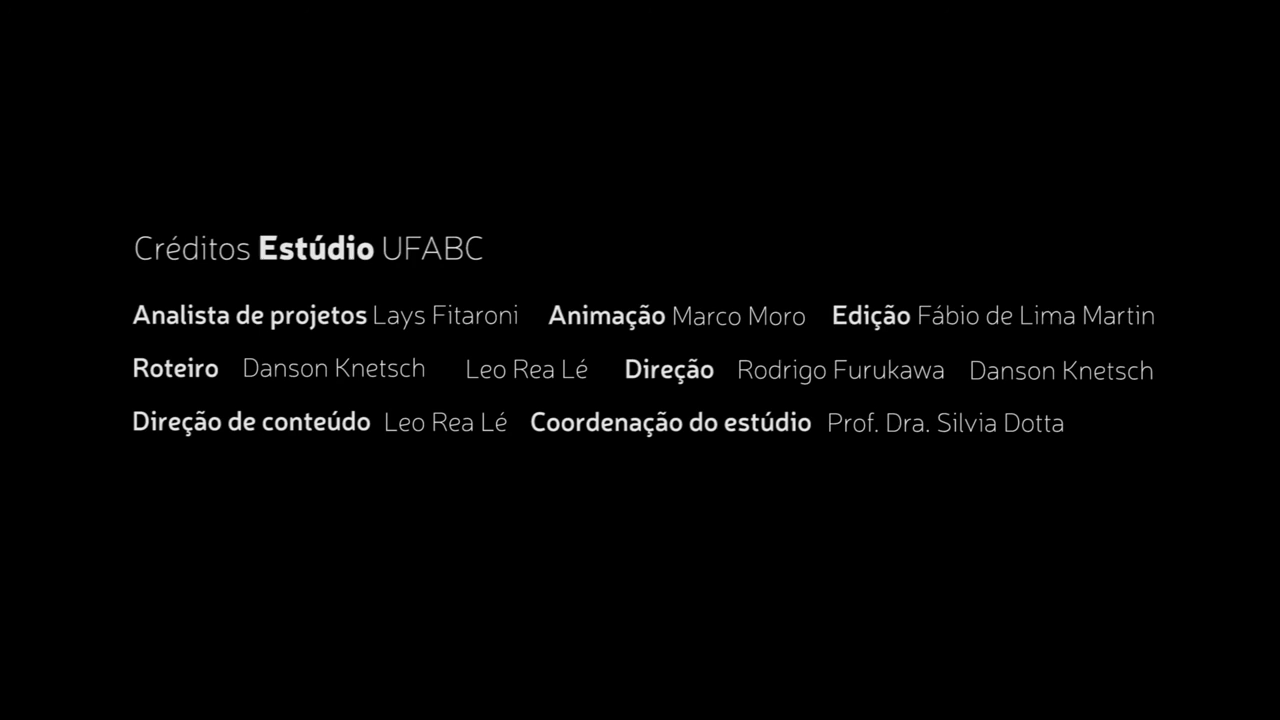 Créditos Estúdio UFABC
Analista de projetos Lays Fitaroni Animação Marco Moro Edição Fábio de Lima Martin
Roteiro Danson Knetsch Leo Rea Lé Direção Rodrigo Furukawa Danson Knetsch
Direção de conteúdo Leo Rea Lé Coordenação do estúdio Prof. Dra. Silvia Dotta